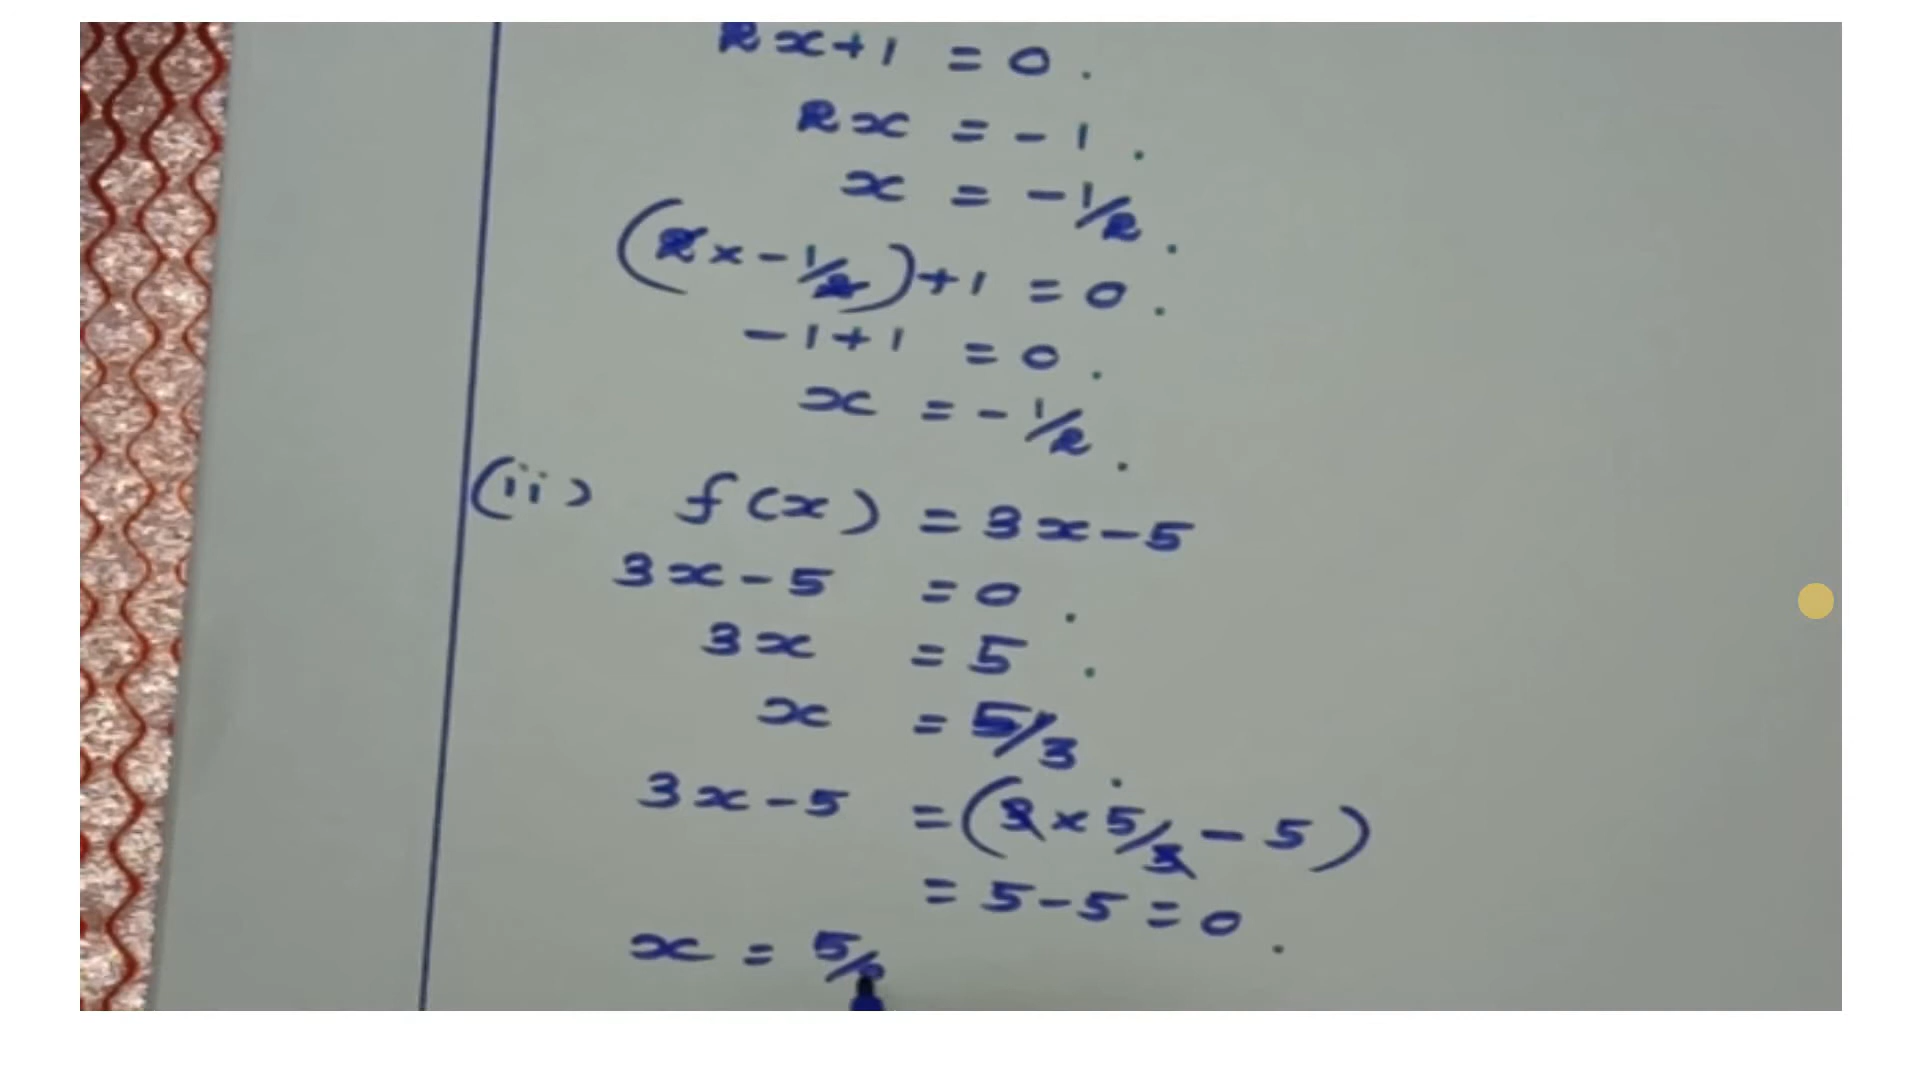 2x+1 = 0.
2x = -1.
x = -1/2.
(2x-1/2)+1 = 0.
-1+1 = 0.
x = -1/2.
(ii) f(x) = 3x-5
3x-5 = 0.
3x = 5.
x = 5/3.
3x-5 = (3×5/3-5)
= 5-5=0.
x = 5/